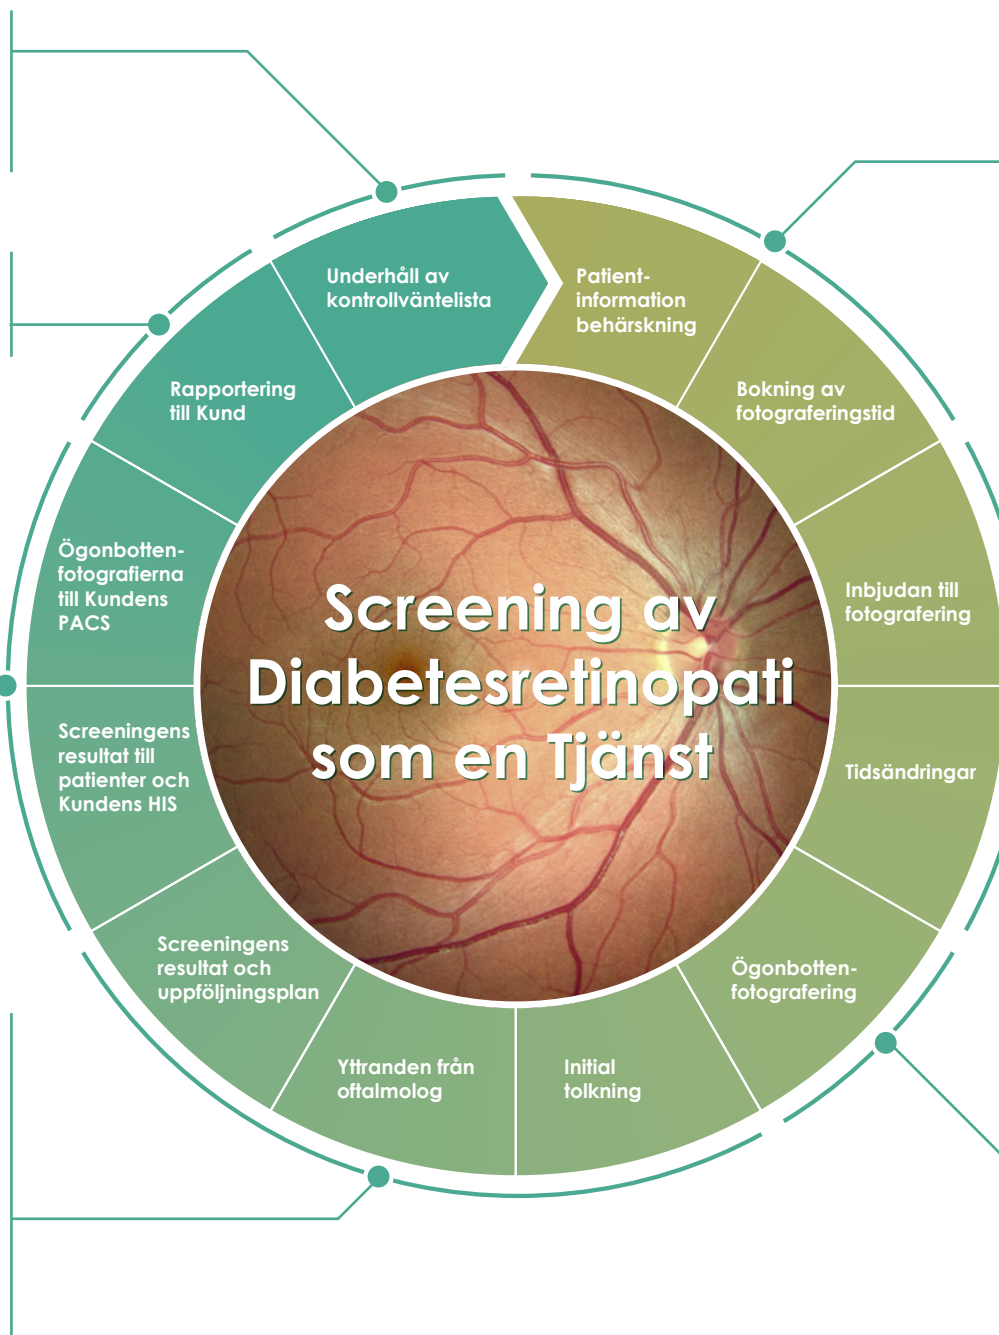 Underhåll av
kontrollväntelista
Patient-
information
behärskning
Bokning av
fotograferingstid
Inbjudan till
fotografering
Tidsändringar
Ögonbotten-
fotografering
Initial
tolkning
Yttranden från
oftalmolog
Screeningens
resultat och
uppföljningsplan
Screeningens
resultat till
patienter och
Kundens HIS
Ögonbotten-
fotografierna
till Kundens
PACS
Rapportering
till Kund
Screening av
Diabetesretinopati
som en Tjänst